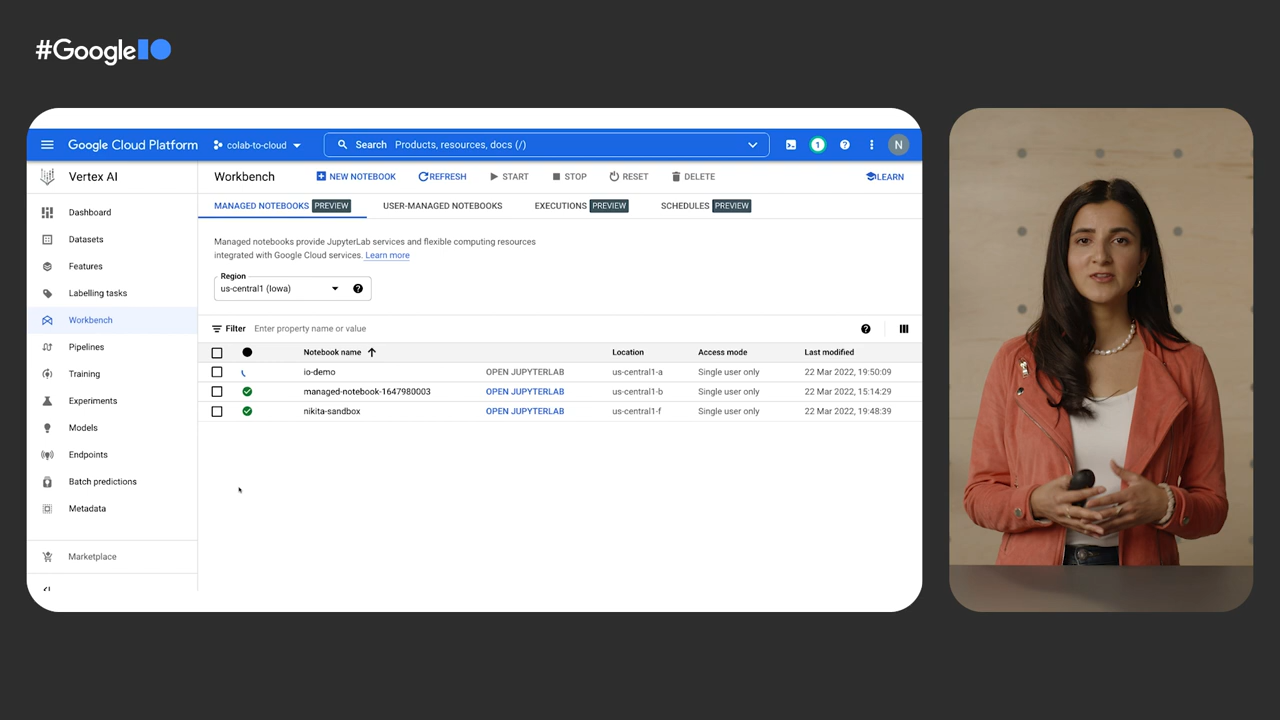 #GoogleIO
Google Cloud Platform
colab-to-cloud
Search Products, resources, docs (/)
1
N
Vertex AI
Workbench
NEW NOTEBOOK
REFRESH
START
STOP
RESET
DELETE
LEARN
MANAGED NOTEBOOKS PREVIEW
USER-MANAGED NOTEBOOKS
EXECUTIONS PREVIEW
SCHEDULES PREVIEW
Dashboard
Datasets
Features
Labelling tasks
Workbench
Pipelines
Training
Experiments
Models
Endpoints
Batch predictions
Metadata
Marketplace
Managed notebooks provide JupyterLab services and flexible computing resources
integrated with Google Cloud services. Learn more
Region
us-central1 (Iowa)
Filter Enter property name or value
Notebook name Location Access mode Last modified
io-demo OPEN JUPYTERLAB us-central1-a Single user only 22 Mar 2022, 19:50:09
managed-notebook-1647980003 OPEN JUPYTERLAB us-central1-b Single user only 22 Mar 2022, 15:14:29
nikita-sandbox OPEN JUPYTERLAB us-central1-f Single user only 22 Mar 2022, 19:48:39